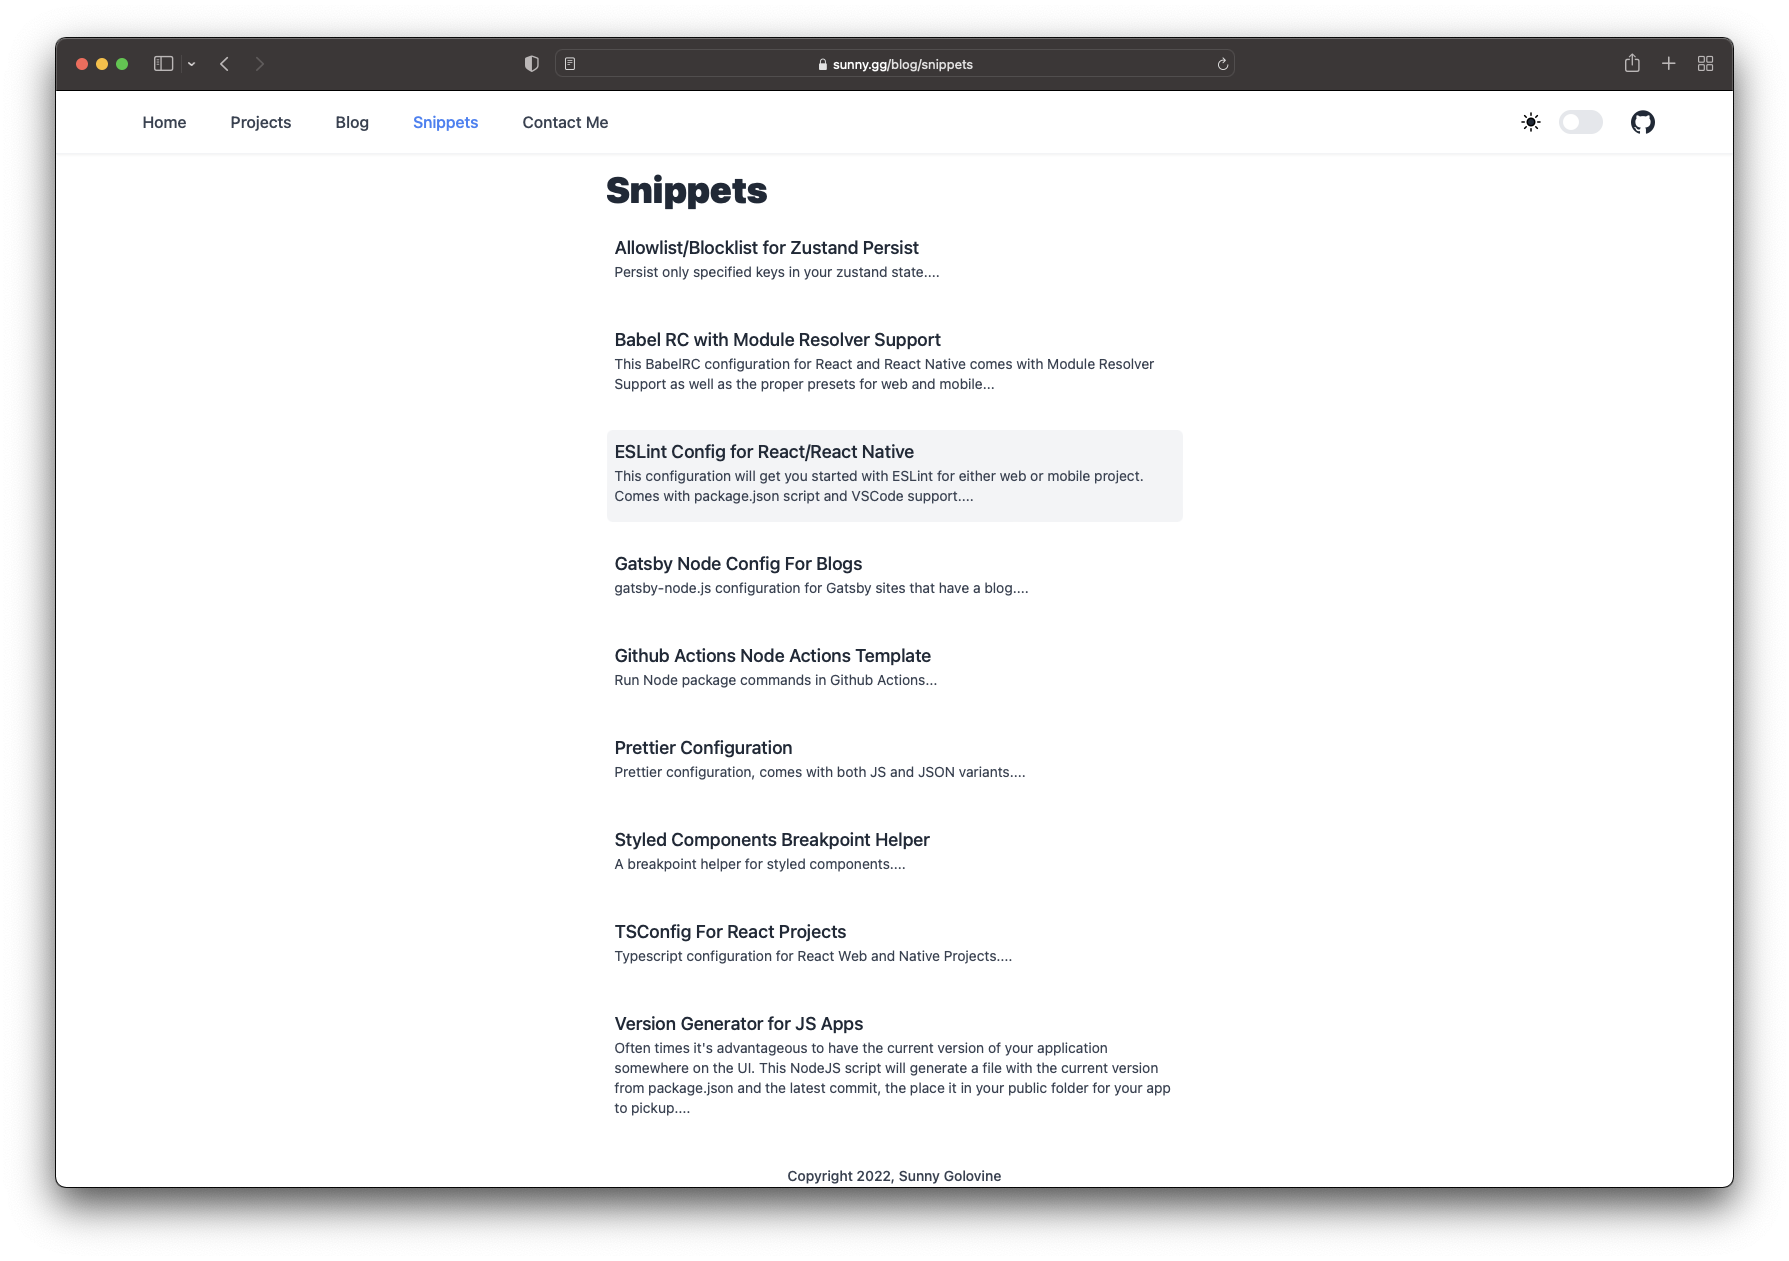 sunny.gg/blog/snippets
Home Projects Blog Snippets Contact Me
Snippets
Allowlist/Blocklist for Zustand Persist
Persist only specified keys in your zustand state....
Babel RC with Module Resolver Support
This BabelRC configuration for React and React Native comes with Module Resolver
Support as well as the proper presets for web and mobile...
ESLint Config for React/React Native
This configuration will get you started with ESLint for either web or mobile project.
Comes with package.json script and VSCode support....
Gatsby Node Config For Blogs
gatsby-node.js configuration for Gatsby sites that have a blog....
Github Actions Node Actions Template
Run Node package commands in Github Actions...
Prettier Configuration
Prettier configuration, comes with both JS and JSON variants....
Styled Components Breakpoint Helper
A breakpoint helper for styled components....
TSConfig For React Projects
Typescript configuration for React Web and Native Projects....
Version Generator for JS Apps
Often times it's advantageous to have the current version of your application
somewhere on the UI. This NodeJS script will generate a file with the current version
from package.json and the latest commit, the place it in your public folder for your app
to pickup....
Copyright 2022, Sunny Golovine